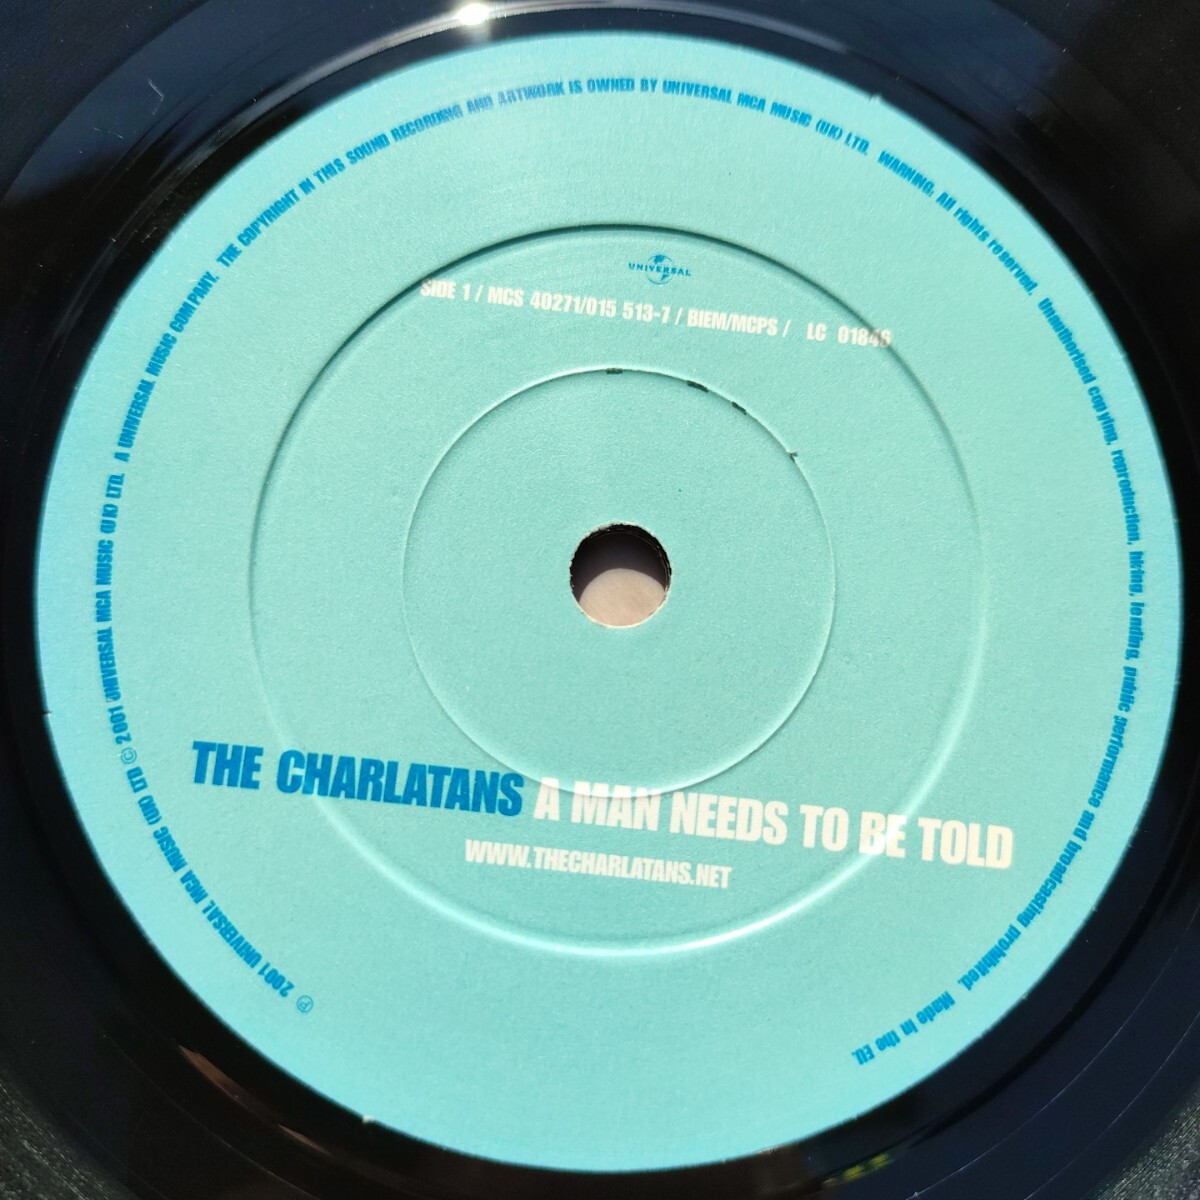 UNIVERSAL
SIDE 1 / MCS 40271/015 513-7 / BIEM/MCPS / LC 01846
THE CHARLATANS A MAN NEEDS TO BE TOLD
WWW.THECHARLATANS.NET
Ⓟ 2001 UNIVERSAL MCA MUSIC (UK) LTD © 2001 UNIVERSAL MCA MUSIC (UK) LTD. A UNIVERSAL MUSIC COMPANY. THE COPYRIGHT IN THIS SOUND RECORDING AND ARTWORK IS OWNED BY UNIVERSAL MCA MUSIC (UK) LTD. WARNING. All rights reserved. Unauthorised copying, reproduction, hiring, lending, public performance and broadcasting prohibited. Made in the EU.